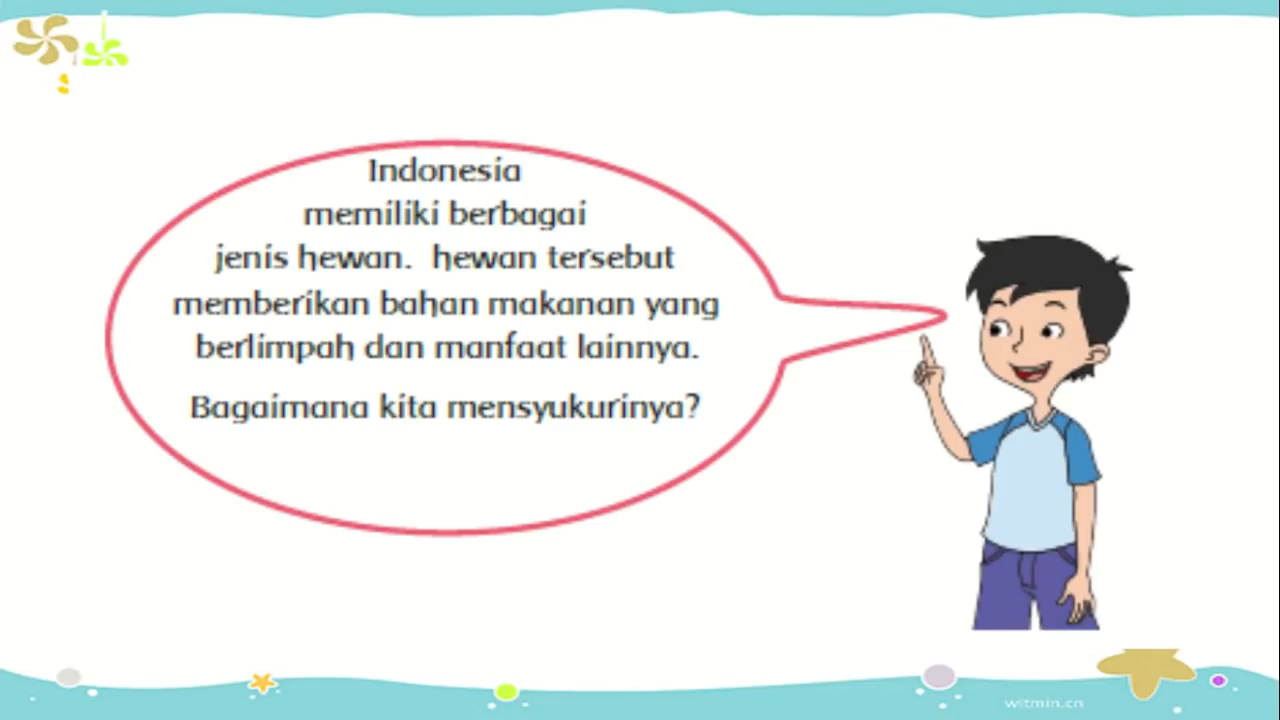 Indonesia
memiliki berbagai
jenis hewan. hewan tersebut
memberikan bahan makanan yang
berlimpah dan manfaat lainnya.
Bagaimana kita mensyukurinya?
witmin.cn